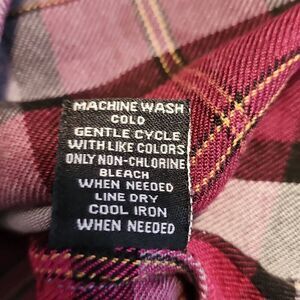 MACHINE WASH
COLD
GENTLE CYCLE
WITH LIKE COLORS
ONLY NON-CHLORINE
BLEACH
WHEN NEEDED
LINE DRY
COOL IRON
WHEN NEEDED